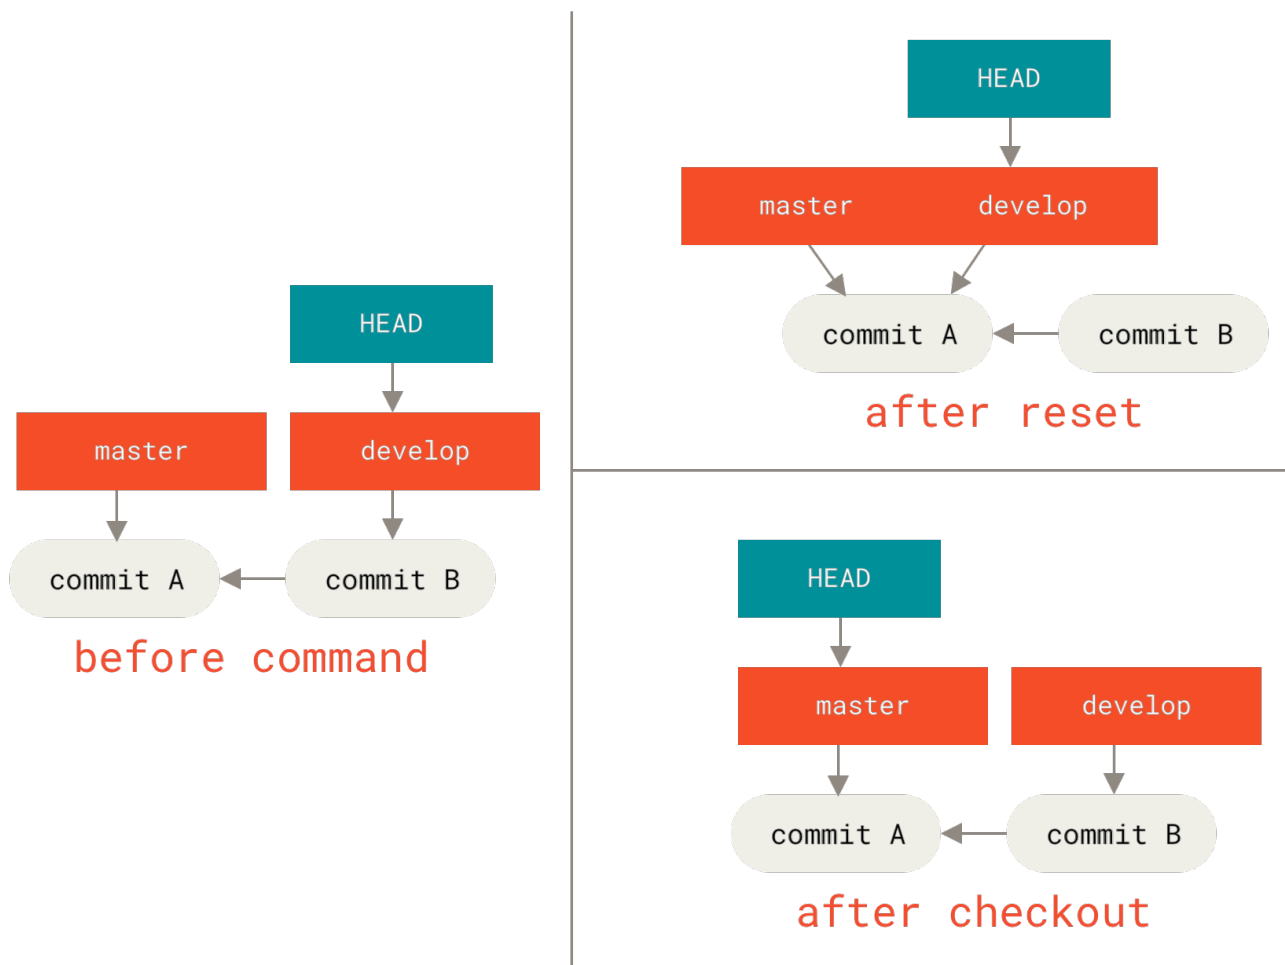 HEAD
master develop
commit A commit B
before command
HEAD
master develop
commit A commit B
after reset
HEAD
master develop
commit A commit B
after checkout